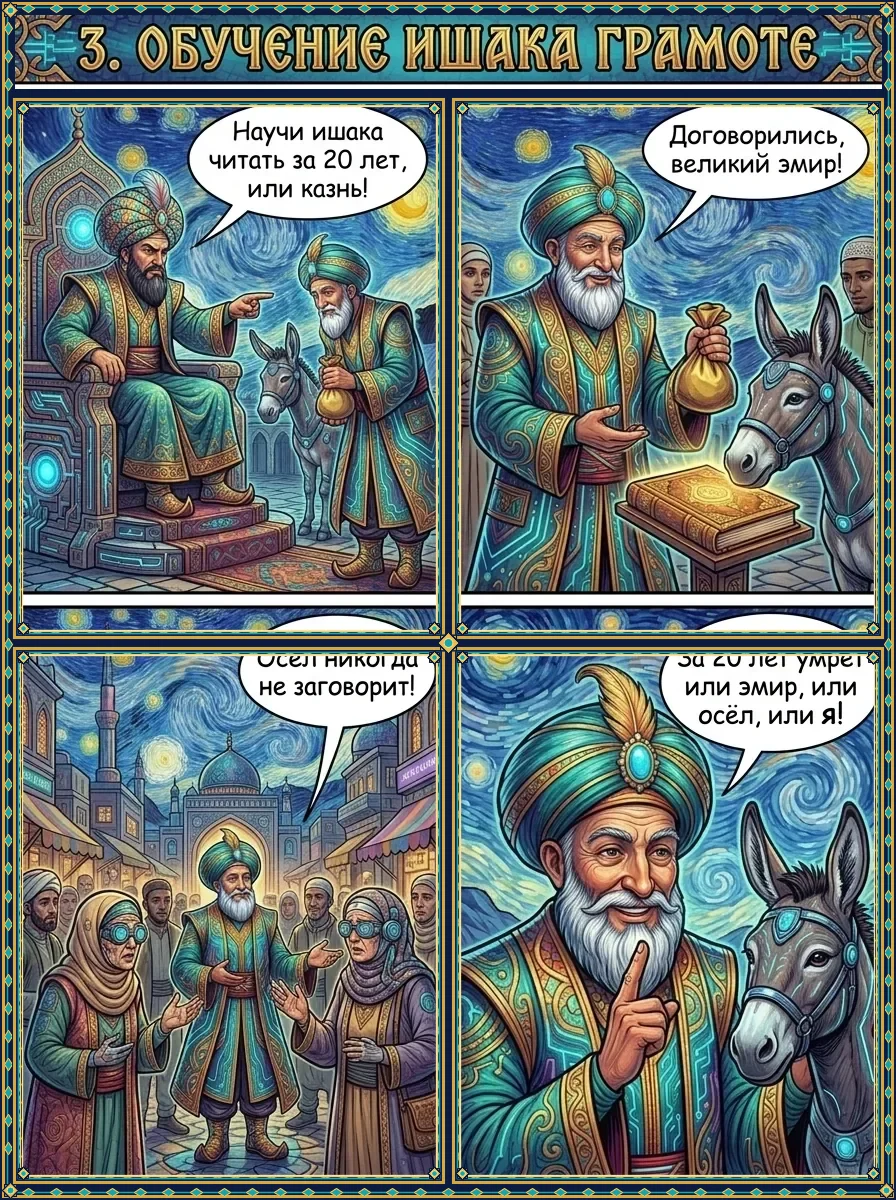 3. ОБУЧЕНИЕ ИШАКА ГРАМОТЕ
Научи ишака
читать за 20 лет,
или казнь!
Договорились,
великий эмир!
Осёл никогда
не заговорит!
За 20 лет умрёт
или эмир, или
осёл, или я!